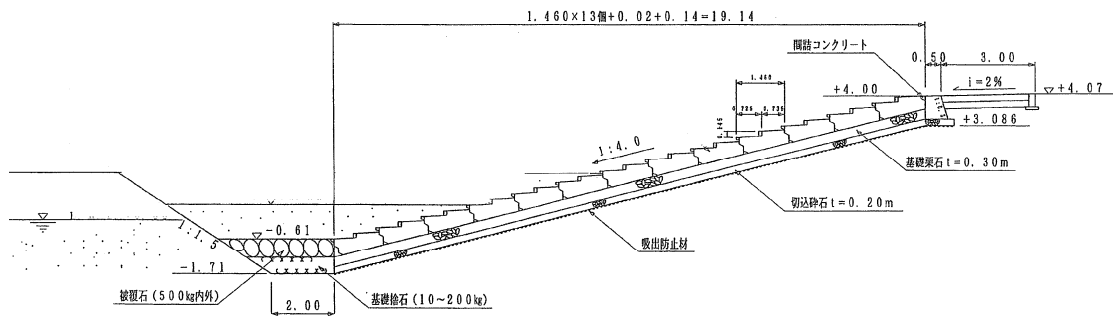 1.460×13個+0.02+0.14=19.14
間詰コンクリート
0.50
3.00
1.460
i=2%
+4.00
+4.07
0.735
0.145
+3.086
1:4.0
基礎栗石t=0.30m
切込砕石t=0.20m
吸出防止材
-0.61
1:1.5
-1.71
被覆石(500kg内外)
基礎捨石(10~200kg)
2.00